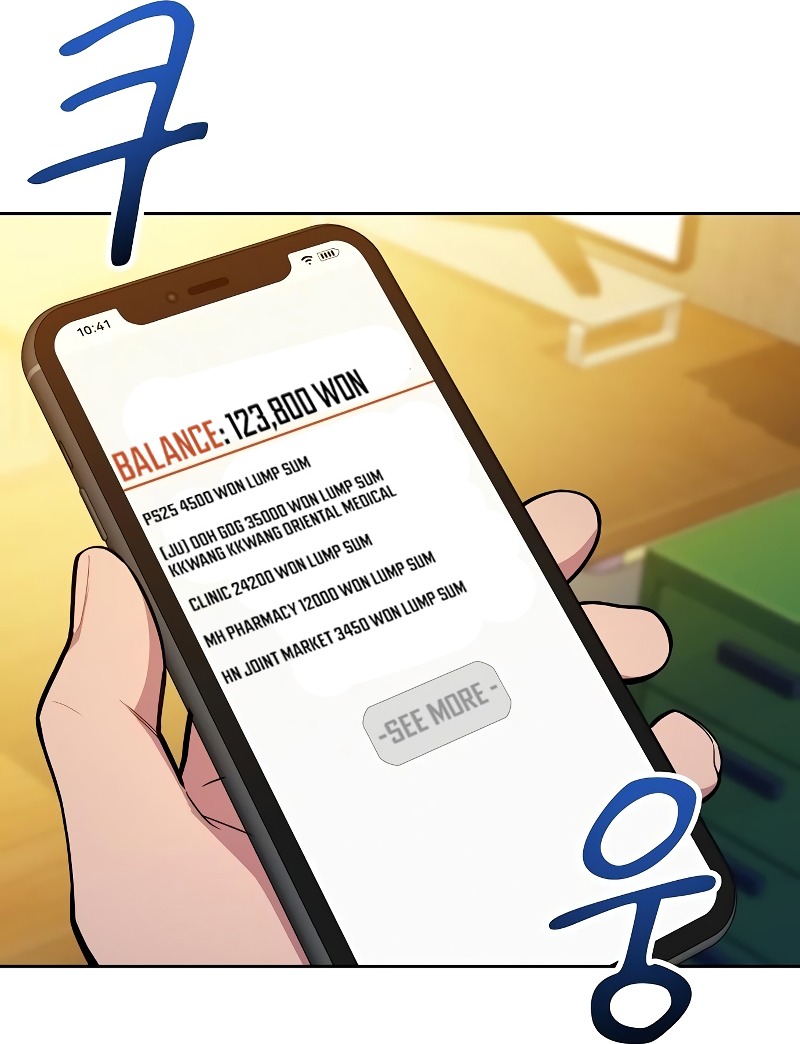 쿠
10:41
BALANCE: 123,800 WON
PS25 4500 WON LUMP SUM
(JU) OOH GOG 35000 WON LUMP SUM
KKWANG KKWANG ORIENTAL MEDICAL
CLINIC 24200 WON LUMP SUM
MH PHARMACY 12000 WON LUMP SUM
HN JOINT MARKET 3450 WON LUMP SUM
-SEE MORE-
웅